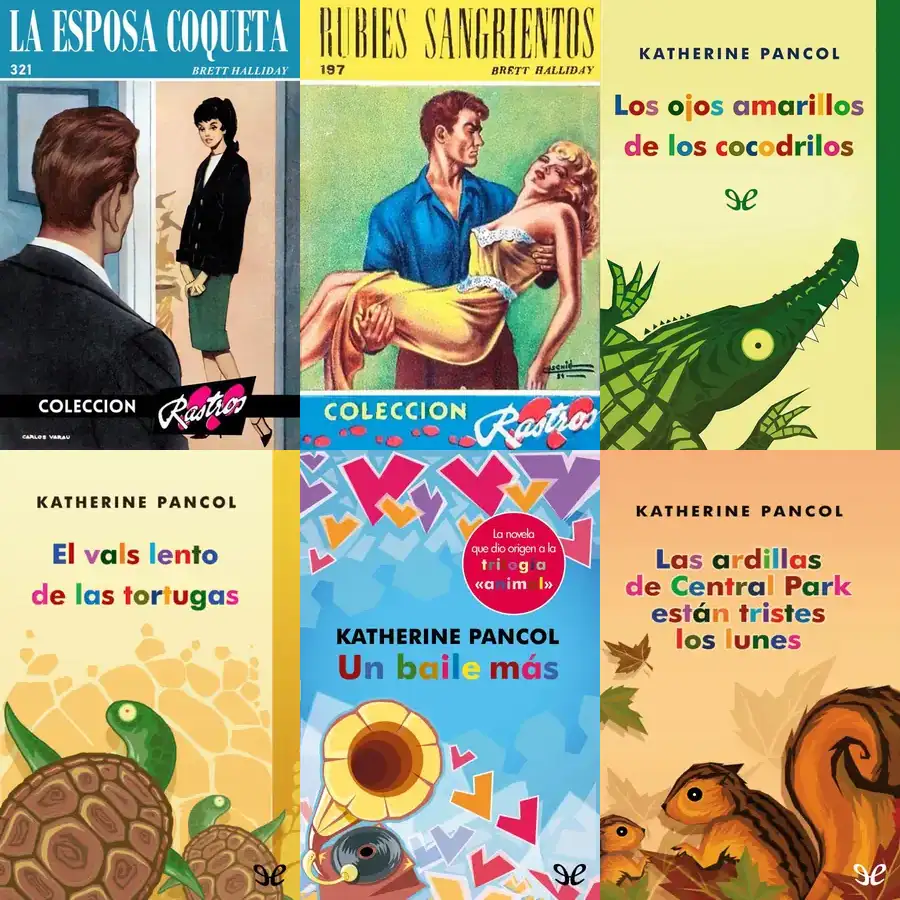 LA ESPOSA COQUETA
321
BRETT HALLIDAY
COLECCION
Rastros
CARLOS VARAU
RUBIES SANGRIENTOS
197
BRETT HALLIDAY
COLECCION
Rastros
KATHERINE PANCOL
Los ojos amarillos
de los cocodrilos
KATHERINE PANCOL
El vals lento
de las tortugas
La novela
que dio origen a la
trilogía
«animal»
KATHERINE PANCOL
Un baile más
KATHERINE PANCOL
Las ardillas
de Central Park
están tristes
los lunes